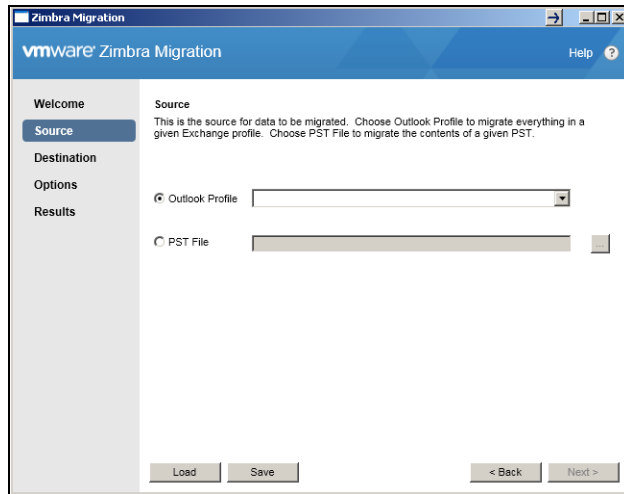 Zimbra Migration
vmware® Zimbra Migration
Help ?
Welcome
Source
Destination
Options
Results
Source
This is the source for data to be migrated. Choose Outlook Profile to migrate everything in a
given Exchange profile. Choose PST File to migrate the contents of a given PST.
Outlook Profile
PST File
...
Load
Save
< Back
Next >